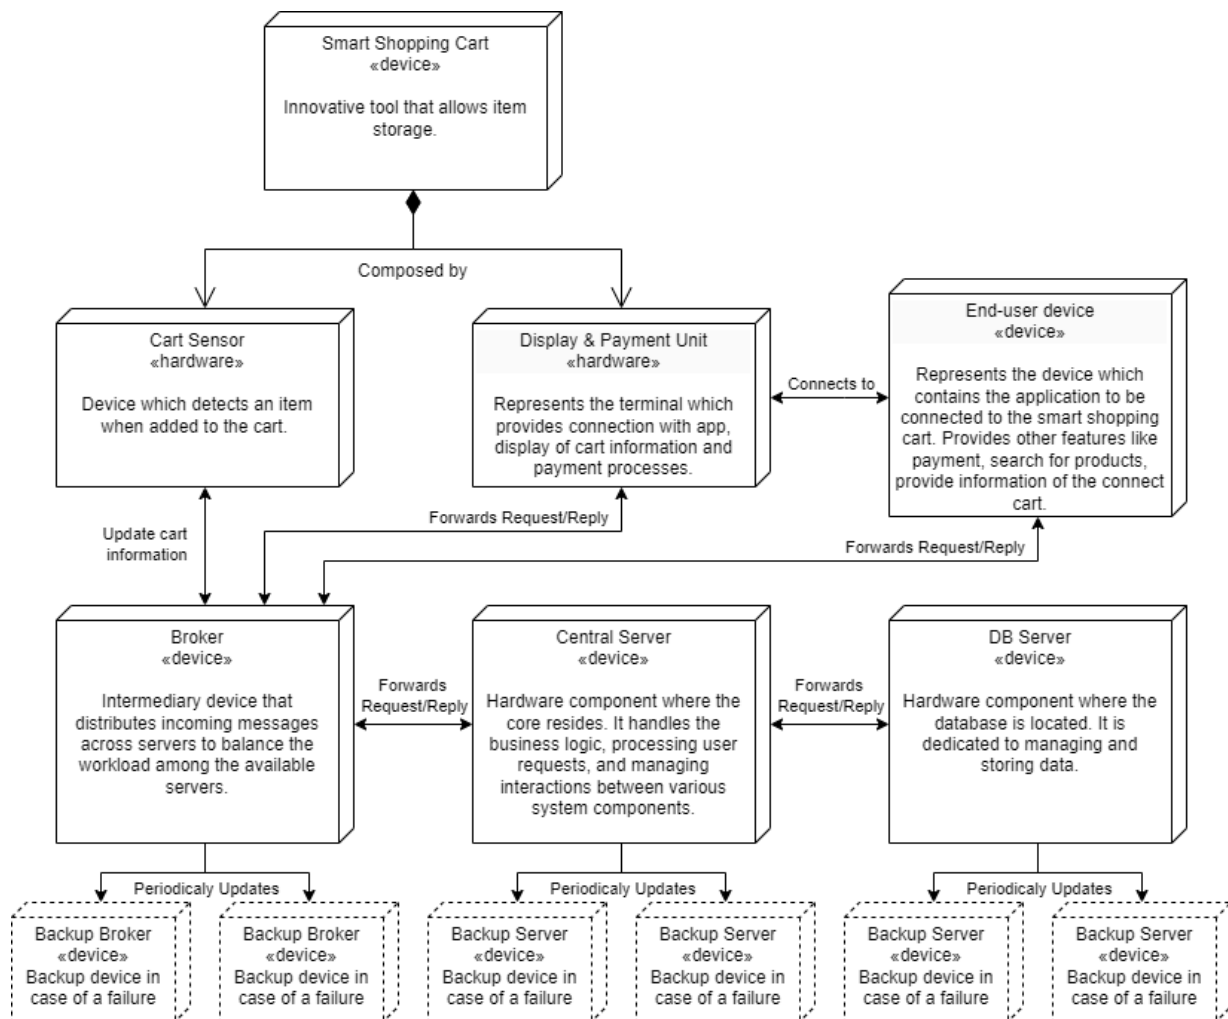 Smart Shopping Cart
«device»
Innovative tool that allows item
storage.
Composed by
Cart Sensor
«hardware»
Device which detects an item
when added to the cart.
Display & Payment Unit
«hardware»
Represents the terminal which
provides connection with app,
display of cart information and
payment processes.
Connects to
End-user device
«device»
Represents the device which
contains the application to be
connected to the smart shopping
cart. Provides other features like
payment, search for products,
provide information of the connect
cart.
Update cart
information
Forwards Request/Reply
Forwards Request/Reply
Broker
«device»
Intermediary device that
distributes incoming messages
across servers to balance the
workload among the available
servers.
Forwards
Request/Reply
Central Server
«device»
Hardware component where the
core resides. It handles the
business logic, processing user
requests, and managing
interactions between various
system components.
Forwards
Request/Reply
DB Server
«device»
Hardware component where the
database is located. It is
dedicated to managing and
storing data.
Periodicaly Updates
Periodicaly Updates
Periodicaly Updates
Backup Broker
«device»
Backup device in
case of a failure
Backup Broker
«device»
Backup device in
case of a failure
Backup Server
«device»
Backup device in
case of a failure
Backup Server
«device»
Backup device in
case of a failure
Backup Server
«device»
Backup device in
case of a failure
Backup Server
«device»
Backup device in
case of a failure